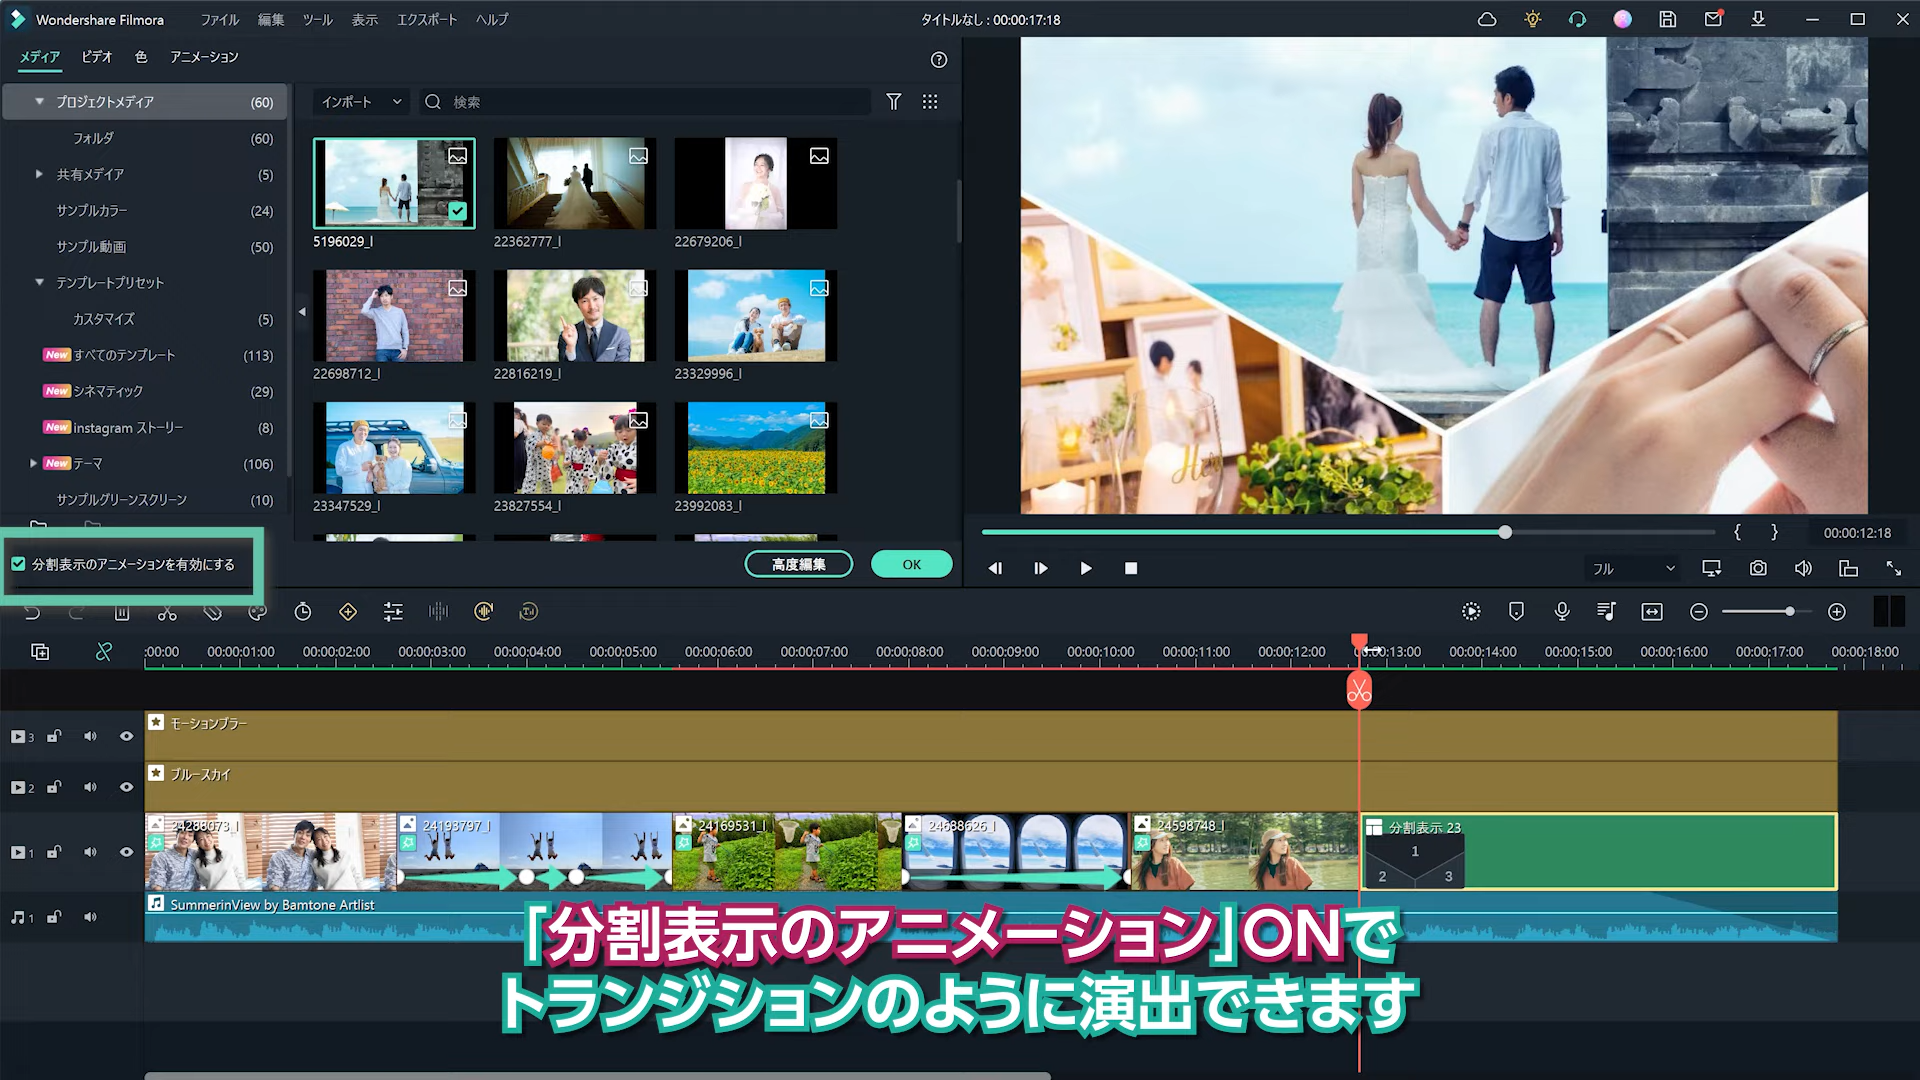 Wondershare Filmora
ファイル 編集 ツール 表示 エクスポート ヘルプ
タイトルなし : 00:00:17:18
メディア ビデオ 色 アニメーション
プロジェクトメディア (60)
フォルダ (60)
共有メデイア (5)
サンプルカラー (24)
サンプル動画 (50)
テンプレートプリセット
カスタマイズ (5)
New すべてのテンプレート (113)
New シネマティック (29)
New instagram ストーリー (8)
New テーマ (106)
サンプルグリーンスクリーン (10)
インポート 検索
5196029_l 22362777_l 22679206_l
22698712_l 22816219_l 23329996_l
23347529_l 23827554_l 23992083_l
分割表示のアニメーションを有効にする
高度編集 OK
{ } 00:00:12:18
フル
:00:00 00:00:01:00 00:00:02:00 00:00:03:00 00:00:04:00 00:00:05:00 00:00:06:00 00:00:07:00 00:00:08:00 00:00:09:00 00:00:10:00 00:00:11:00 00:00:12:00 00:00:13:00 00:00:14:00 00:00:15:00 00:00:16:00 00:00:17:00 00:00:18:00
3 モーションブラー
2 ブルースカイ
1 24288073_l 24193797_l 24169531_l 24688626_l 24598748_l 分割表示 23
1
2 3
1 SummerinView by Bamtone Artlist
「分割表示のアニメーション」ONで
トランジションのように演出できます